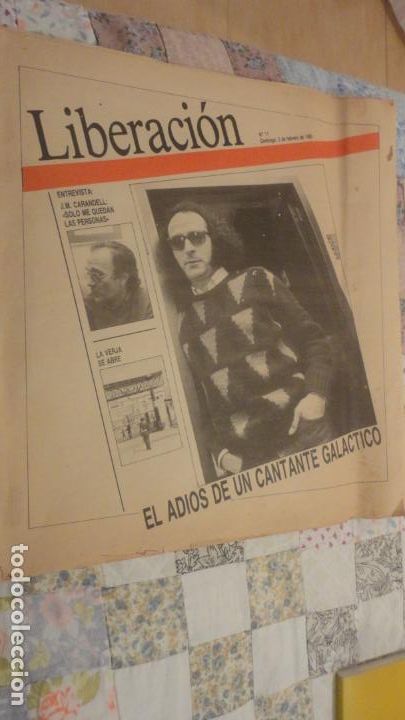 Liberación
Nº 11
Domingo, 3 de febrero de 1985
ENTREVISTA:
J.M. CARANDELL:
«SOLO ME QUEDAN
LAS PERSONAS»
LA VERJA
SE ABRE
EL ADIOS DE UN CANTANTE GALACTICO
todocoleccion.net